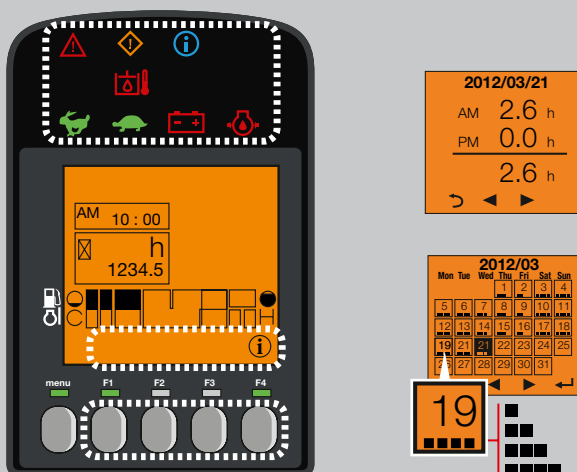 AM 10 : 00
h
1234.5
C H
i
menu F1 F2 F3 F4
2012/03/21
AM 2.6 h
PM 0.0 h
2.6 h
2012/03
Mon Tue Wed Thu Fri Sat Sun
1 2 3 4
5 6 7 8 9 10 11
12 13 14 15 16 17 18
19 21 21 22 23 24 25
27 28 29 30 31
19